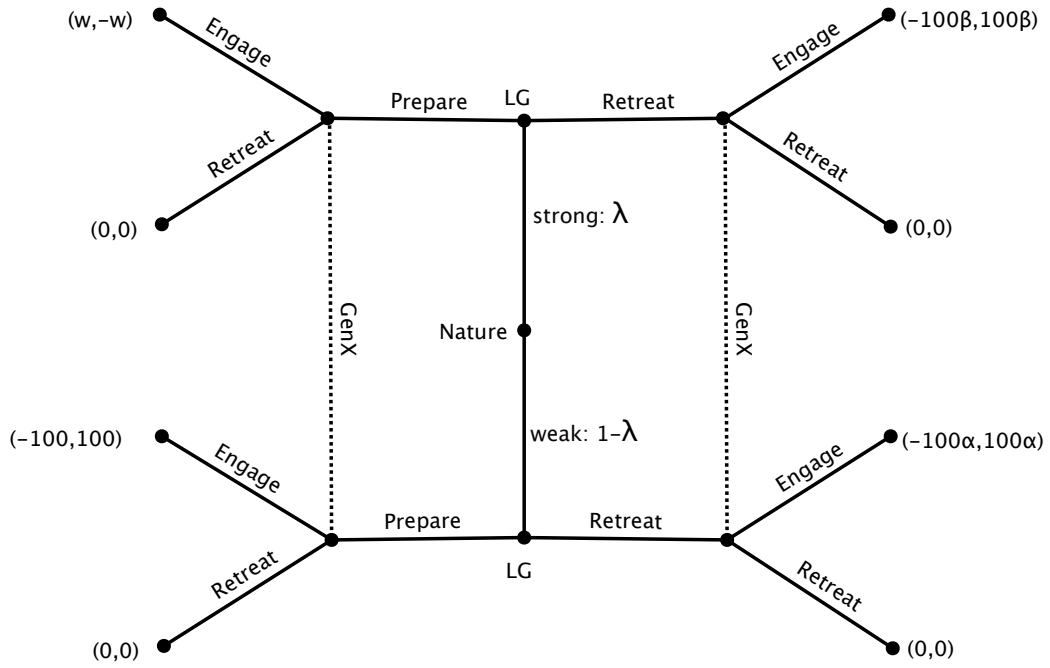 (w,-w)
Engage
Prepare
LG
Retreat
Engage
(-100β,100β)
Retreat
(0,0)
strong: λ
Retreat
(0,0)
GenX
Nature
GenX
(-100,100)
Engage
weak: 1-λ
Engage
(-100α,100α)
Prepare
Retreat
Retreat
LG
Retreat
(0,0)
(0,0)